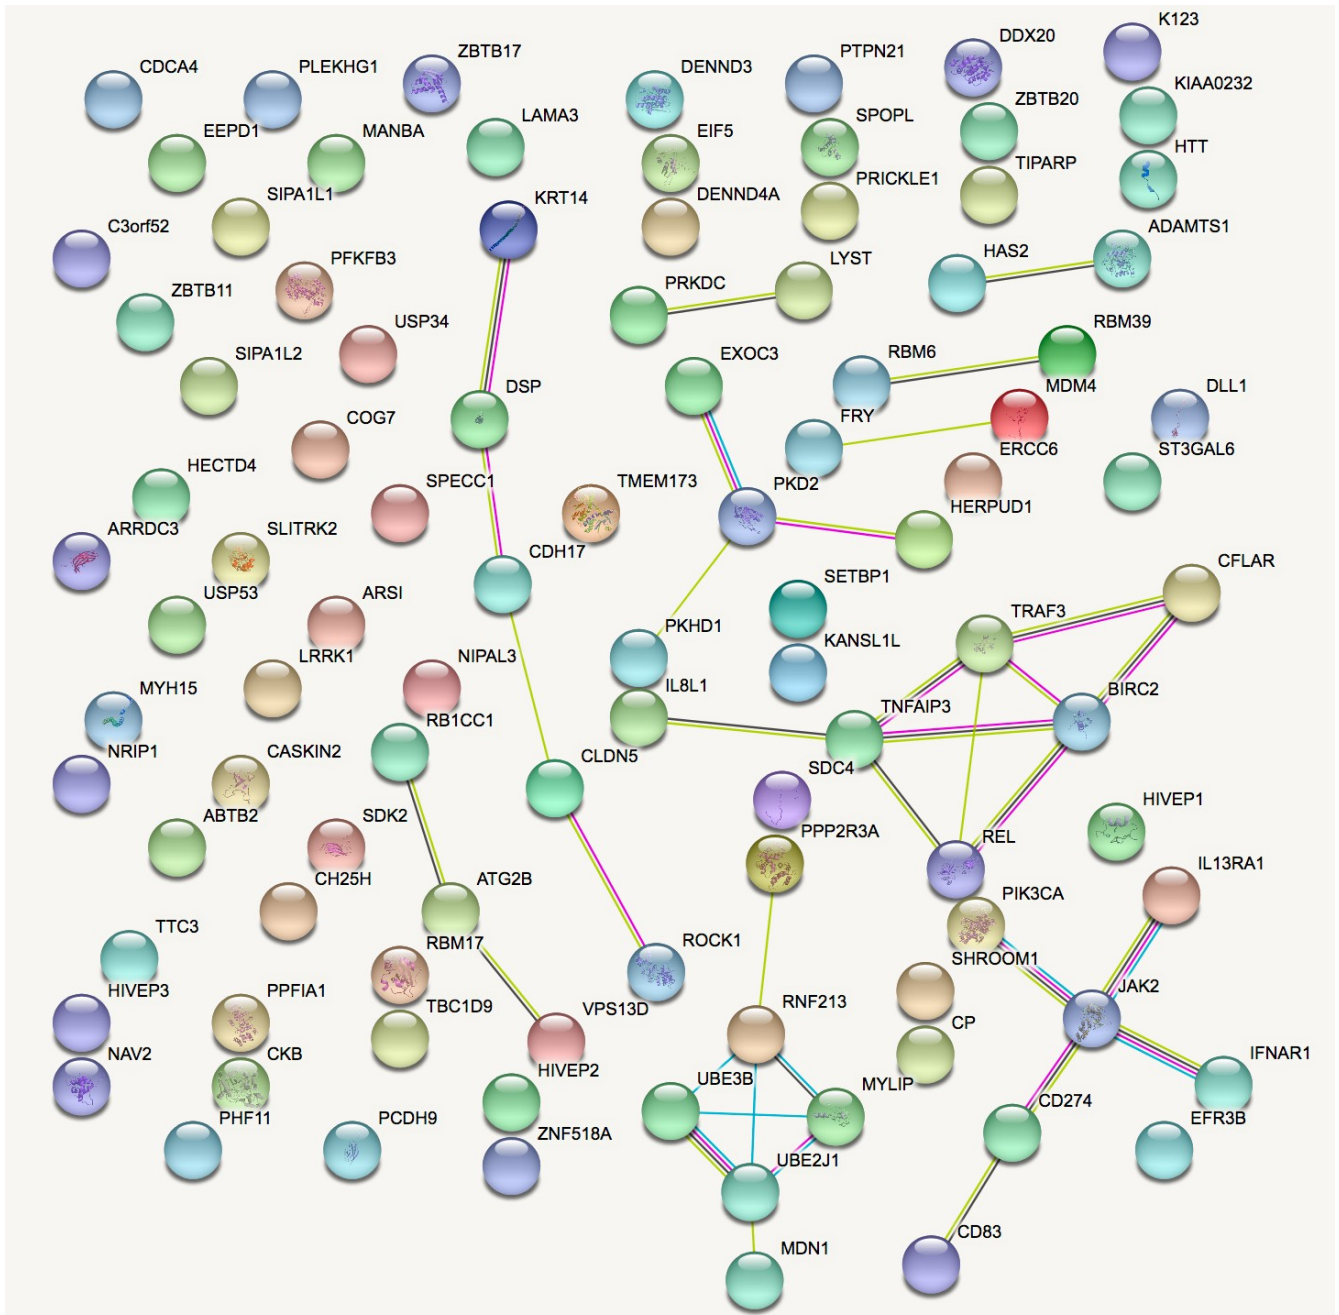 K123
DDX20
ZBTB17
PTPN21
CDCA4
PLEKHG1
DENND3
KIAA0232
ZBTB20
LAMA3
SPOPL
EEPD1
MANBA
EIF5
HTT
TIPARP
PRICKLE1
DENND4A
SIPA1L1
KRT14
ADAMTS1
C3orf52
HAS2
LYST
PFKFB3
PRKDC
ZBTB11
RBM39
USP34
RBM6
EXOC3
SIPA1L2
MDM4
DLL1
DSP
FRY
COG7
ERCC6
ST3GAL6
HECTD4
SPECC1
TMEM173
PKD2
HERPUD1
ARRDC3
SLITRK2
CDH17
CFLAR
SETBP1
USP53
ARSI
TRAF3
PKHD1
KANSL1L
LRRK1
NIPAL3
MYH15
IL8L1
BIRC2
RB1CC1
TNFAIP3
NRIP1
CASKIN2
CLDN5
SDC4
HIVEP1
ABTB2
SDK2
PPP2R3A
REL
IL13RA1
CH25H
ATG2B
PIK3CA
TTC3
RBM17
ROCK1
SHROOM1
HIVEP3
PPFIA1
JAK2
TBC1D9
VPS13D
RNF213
CP
NAV2
CKB
HIVEP2
IFNAR1
UBE3B
MYLIP
CD274
PHF11
PCDH9
EFR3B
ZNF518A
UBE2J1
CD83
MDN1